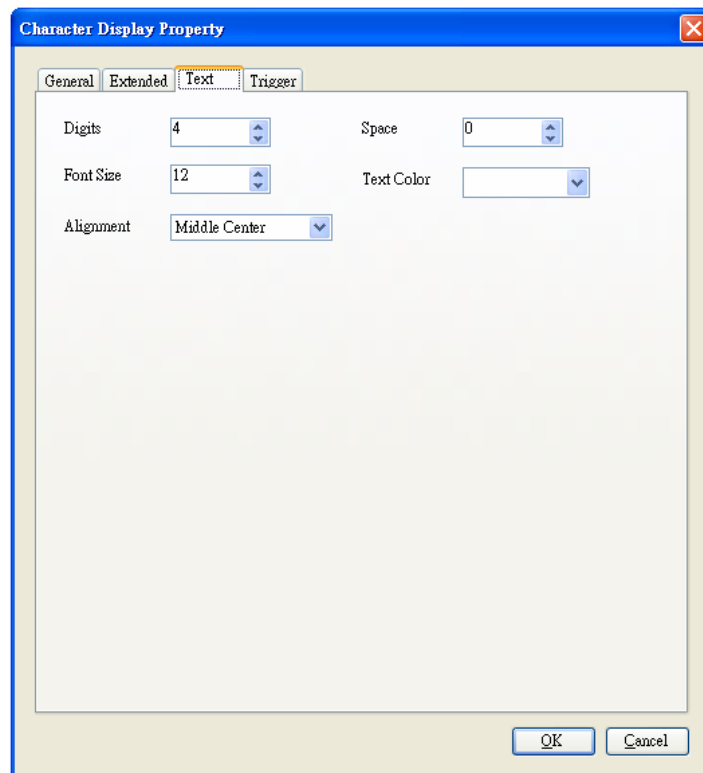 Character Display Property
General Extended Text Trigger
Digits 4 Space 0
Font Size 12 Text Color
Alignment Middle Center
OK Cancel